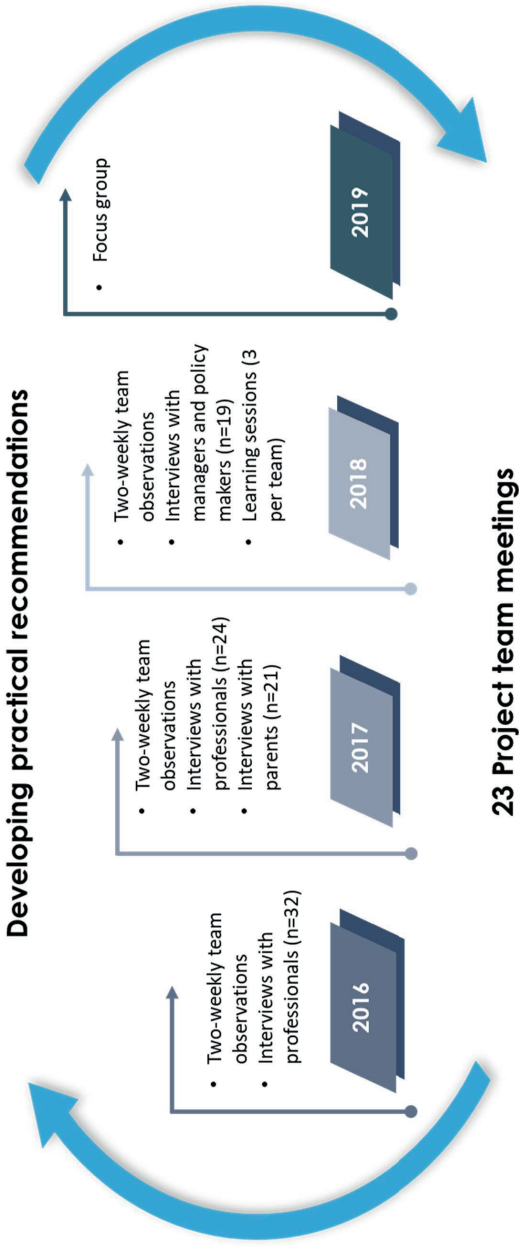 Developing practical recommendations
• Two-weekly team
observations
• Interviews with
professionals (n=32)
2016
• Two-weekly team
observations
• Interviews with
professionals (n=24)
• Interviews with
parents (n=21)
2017
• Two-weekly team
observations
• Interviews with
managers and policy
makers (n=19)
• Learning sessions (3
per team)
2018
• Focus group
2019
23 Project team meetings